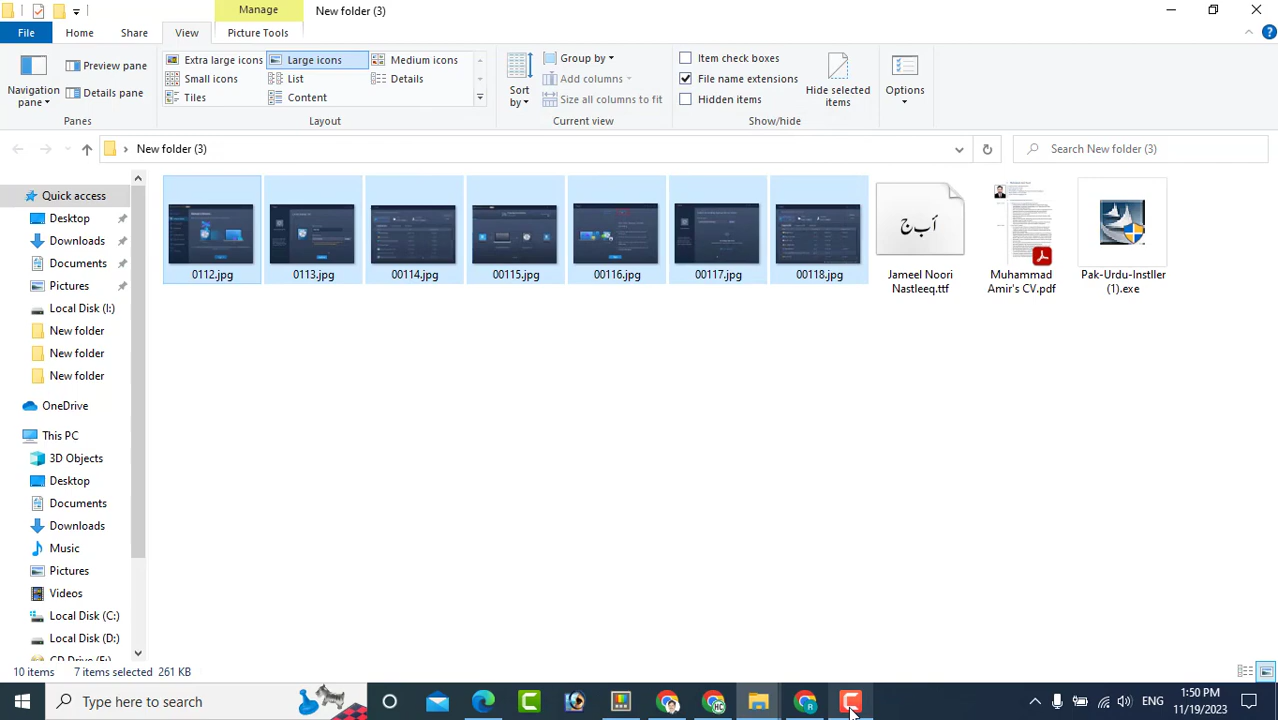 Manage
New folder (3)
File
Home
Share
View
Picture Tools
Navigation pane
Preview pane
Details pane
Panes
Extra large icons
Large icons
Medium icons
Small icons
List
Details
Tiles
Content
Layout
Sort by
Group by
Add columns
Size all columns to fit
Current view
Item check boxes
File name extensions
Hidden items
Hide selected items
Show/hide
Options
New folder (3)
Search New folder (3)
Quick access
Desktop
Downloads
Documents
Pictures
Local Disk (I:)
New folder
New folder
New folder
OneDrive
This PC
3D Objects
Desktop
Documents
Downloads
Music
Pictures
Videos
Local Disk (C:)
Local Disk (D:)
CD Drive (F:)
0112.jpg
0113.jpg
00114.jpg
00115.jpg
00116.jpg
00117.jpg
00118.jpg
أب ج
Jameel Noori
Nastleeq.ttf
Muhammad
Amir's CV.pdf
Pak-Urdu-Instller
(1).exe
10 items
7 items selected 261 KB
Type here to search
ENG
1:50 PM
11/19/2023